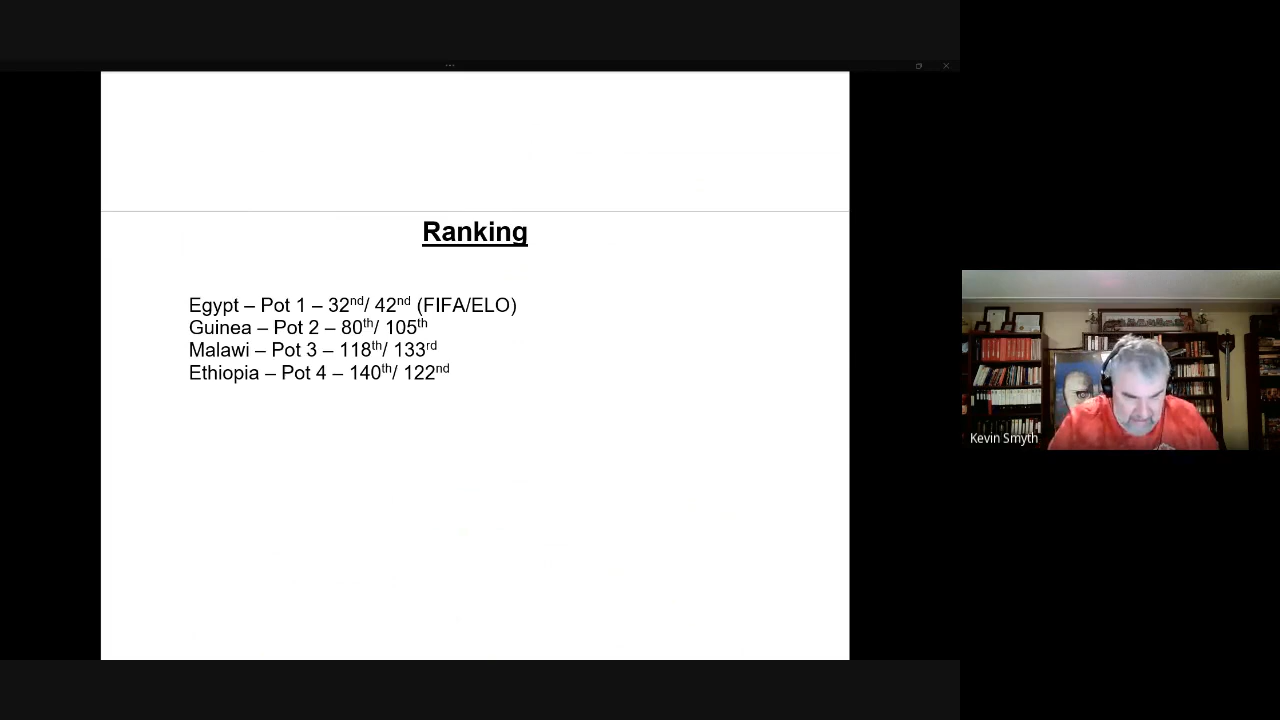 Ranking
Egypt – Pot 1 – 32nd/ 42nd (FIFA/ELO)
Guinea – Pot 2 – 80th/ 105th
Malawi – Pot 3 – 118th/ 133rd
Ethiopia – Pot 4 – 140th/ 122nd
Kevin Smyth